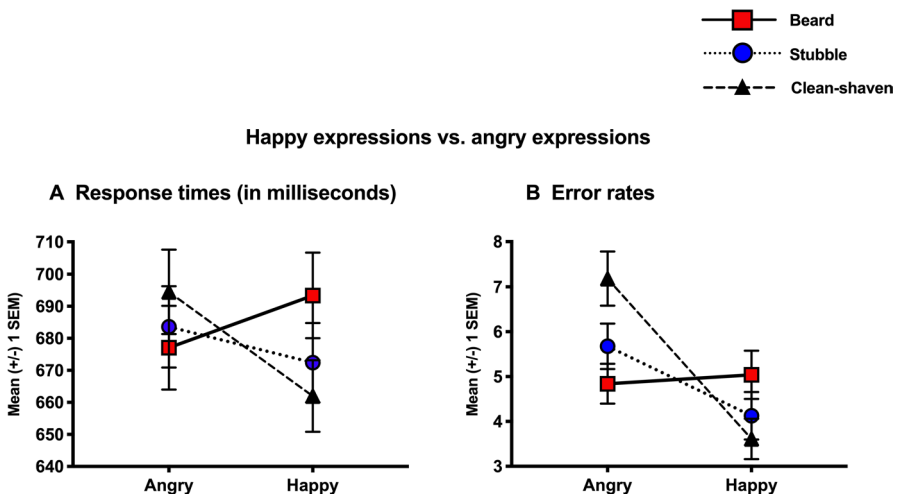 Beard
Stubble
Clean-shaven
Happy expressions vs. angry expressions
A Response times (in milliseconds)
Mean (+/-) 1 SEM)
710
700
690
680
670
660
650
640
Angry Happy
B Error rates
Mean (+/-) 1 SEM)
8
7
6
5
4
3
Angry Happy